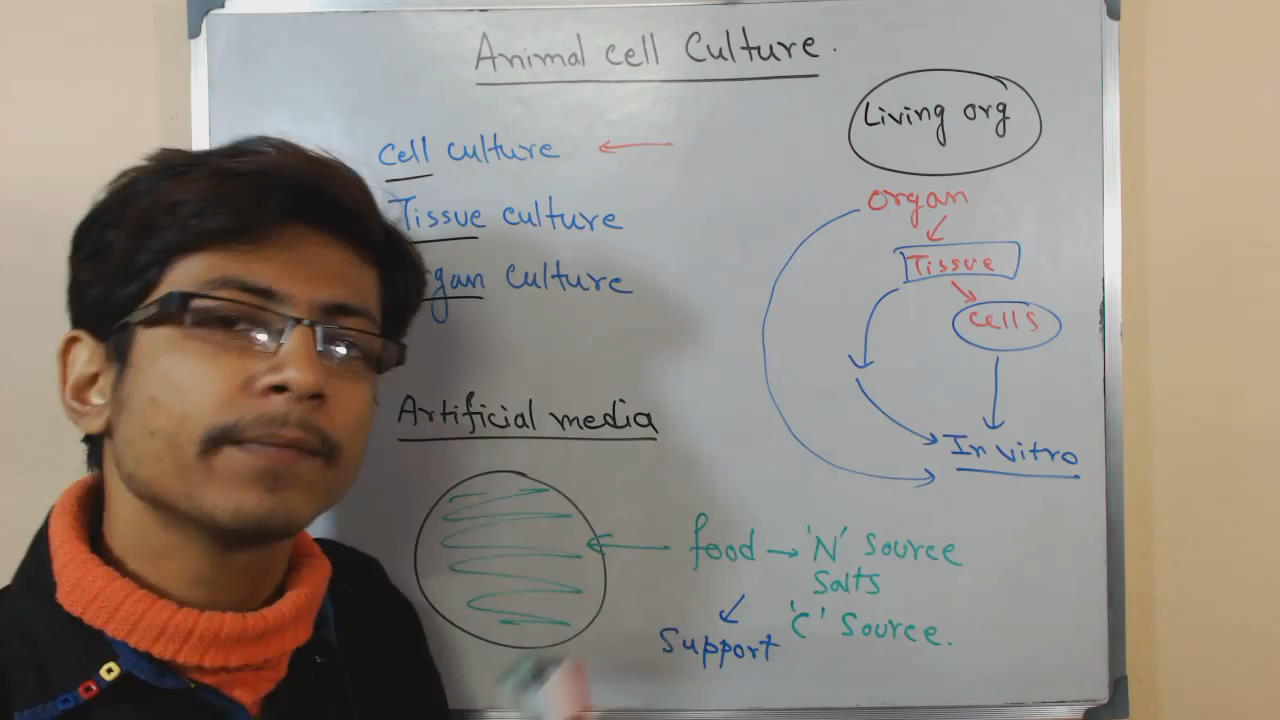 Animal cell Culture.
Cell culture
Tissue culture
gan culture
Artificial media
Living org
organ
Tissue
cells
In vitro
food → 'N' Source
Salts
'C' Source.
Support